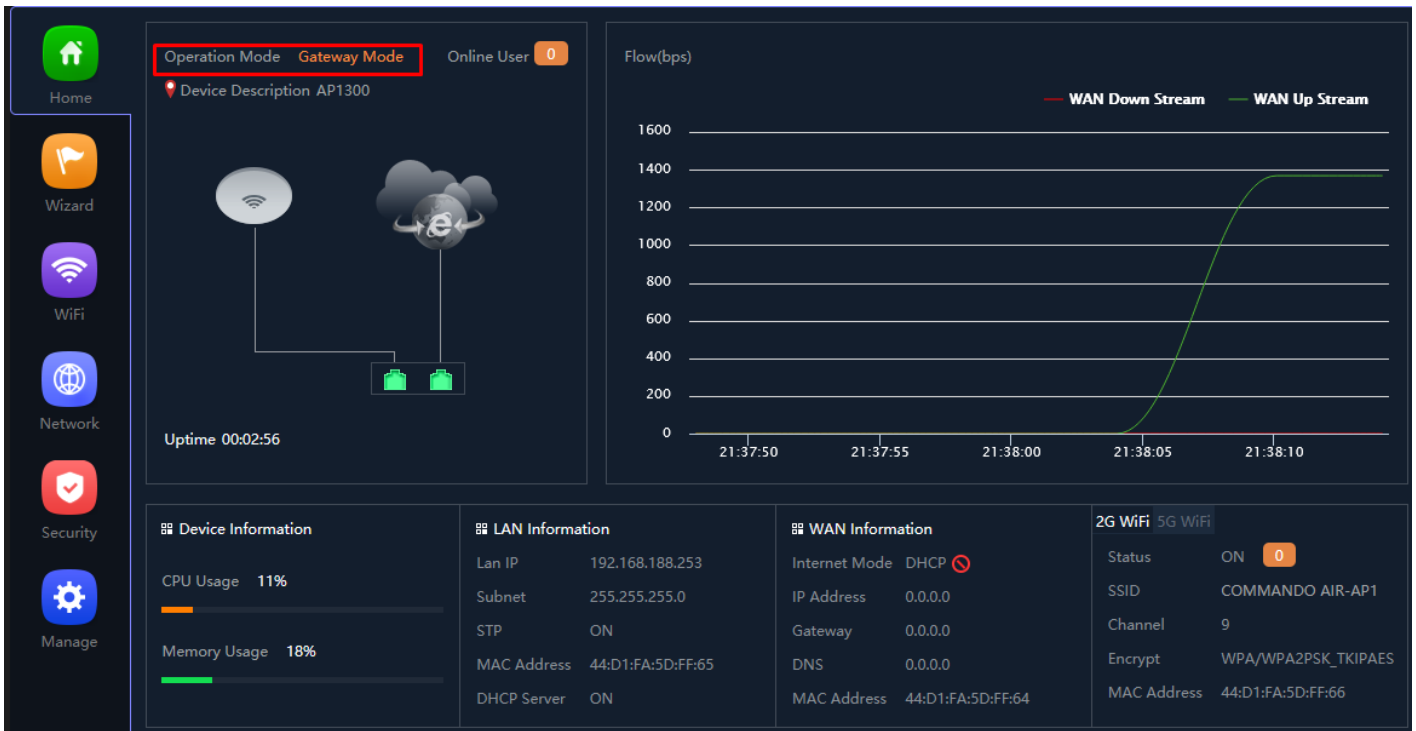 Home
Wizard
WiFi
Network
Security
Manage
Operation Mode Gateway Mode Online User 0
Device Description AP1300
Uptime 00:02:56
Flow(bps)
WAN Down Stream WAN Up Stream
1600
1400
1200
1000
800
600
400
200
0
21:37:50 21:37:55 21:38:00 21:38:05 21:38:10
Device Information
CPU Usage 11%
Memory Usage 18%
LAN Information
Lan IP 192.168.188.253
Subnet 255.255.255.0
STP ON
MAC Address 44:D1:FA:5D:FF:65
DHCP Server ON
WAN Information
Internet Mode DHCP
IP Address 0.0.0.0
Gateway 0.0.0.0
DNS 0.0.0.0
MAC Address 44:D1:FA:5D:FF:64
2G WiFi 5G WiFi
Status ON 0
SSID COMMANDO AIR-AP1
Channel 9
Encrypt WPA/WPA2PSK_TKIPAES
MAC Address 44:D1:FA:5D:FF:66